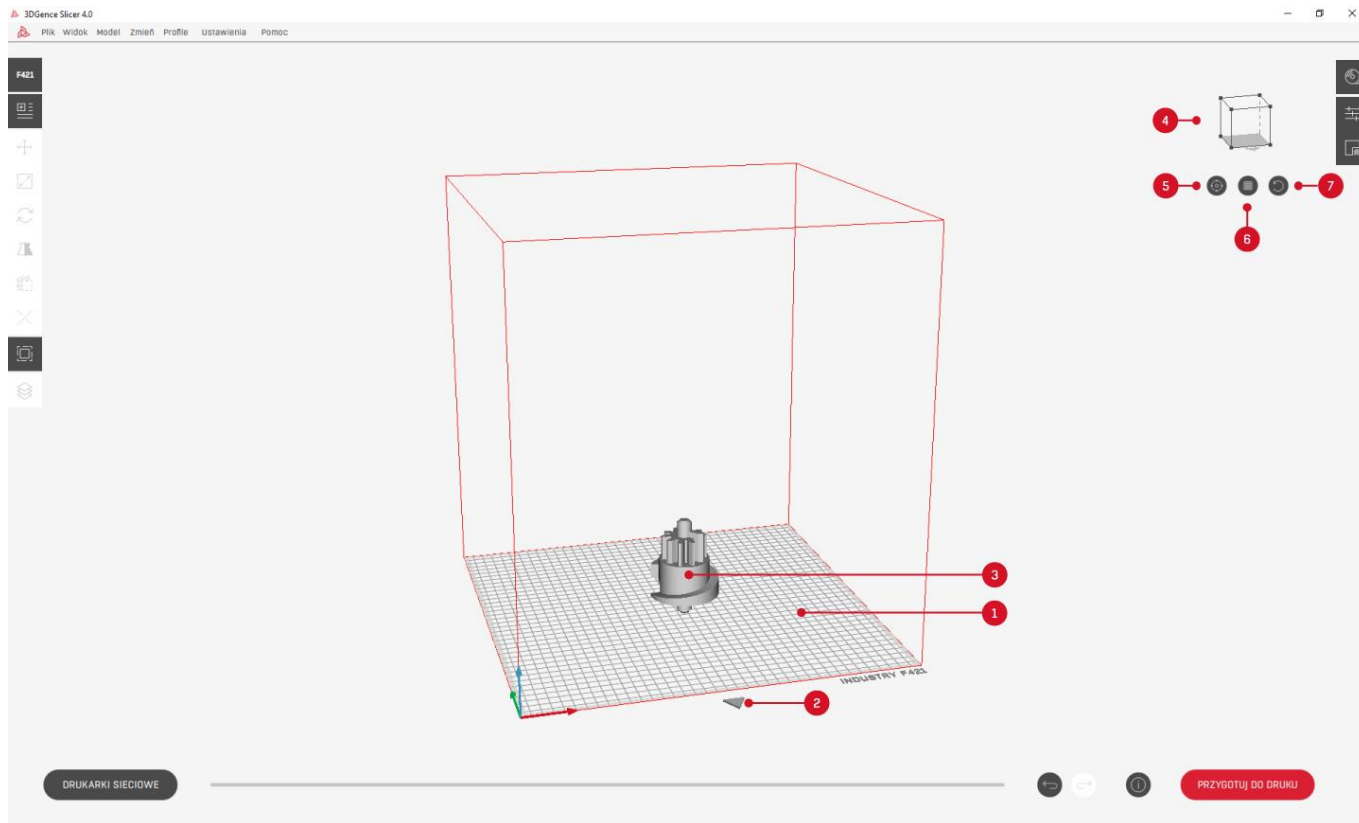 3DGence Slicer 4.0
Plik Widok Model Zmień Profile Ustawienia Pomoc
F421
4
5
7
6
3
1
INDUSTRY F421
2
DRUKARKI SIECIOWE
PRZYGOTUJ DO DRUKU